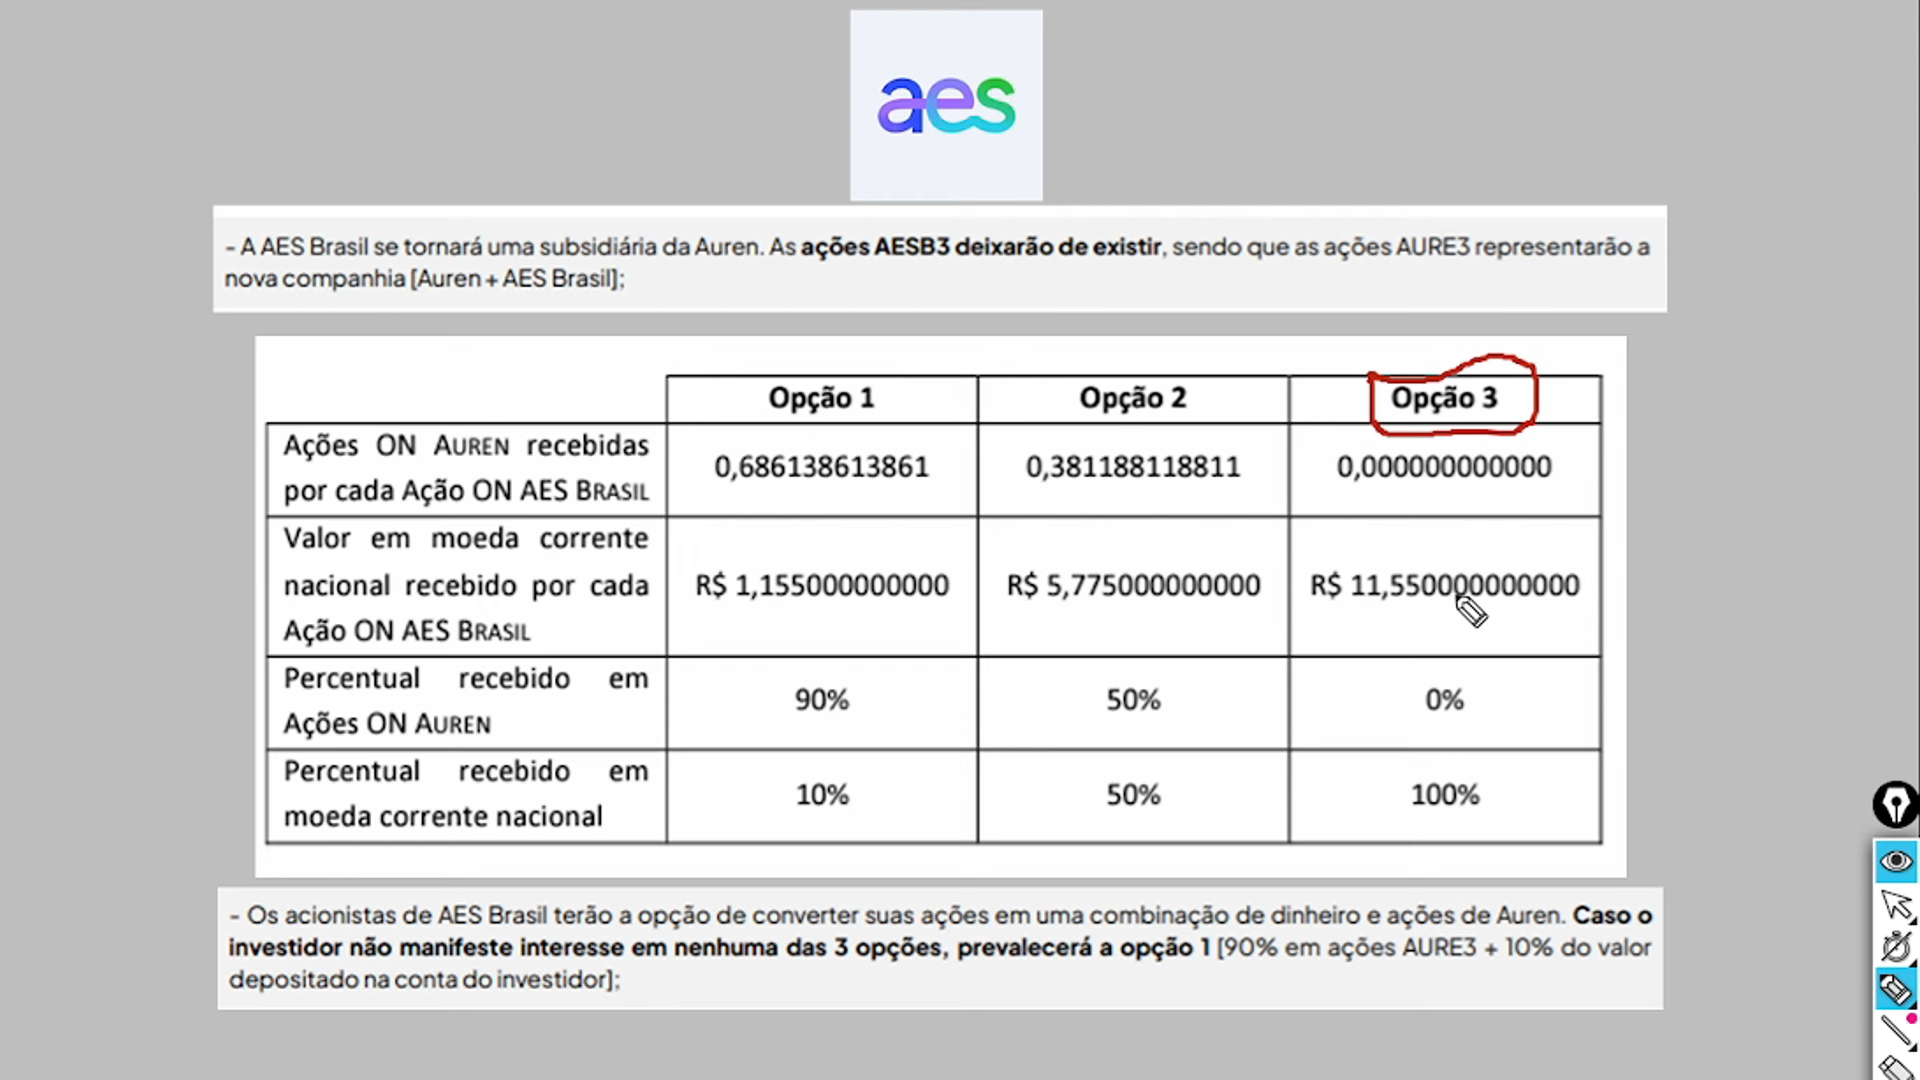 aes
- A AES Brasil se tornará uma subsidiária da Auren. As ações AESB3 deixarão de existir, sendo que as ações AURE3 representarão a
nova companhia [Auren + AES Brasil];
Opção 1 Opção 2 Opção 3
Ações ON AUREN recebidas
por cada Ação ON AES BRASIL
0,686138613861 0,381188118811 0,000000000000
Valor em moeda corrente
nacional recebido por cada
Ação ON AES BRASIL
R$ 1,155000000000 R$ 5,775000000000 R$ 11,550000000000
Percentual recebido em
Ações ON AUREN
90% 50% 0%
Percentual recebido em
moeda corrente nacional
10% 50% 100%
- Os acionistas de AES Brasil terão a opção de converter suas ações em uma combinação de dinheiro e ações de Auren. Caso o
investidor não manifeste interesse em nenhuma das 3 opções, prevalecerá a opção 1 [90% em ações AURE3 + 10% do valor
depositado na conta do investidor];